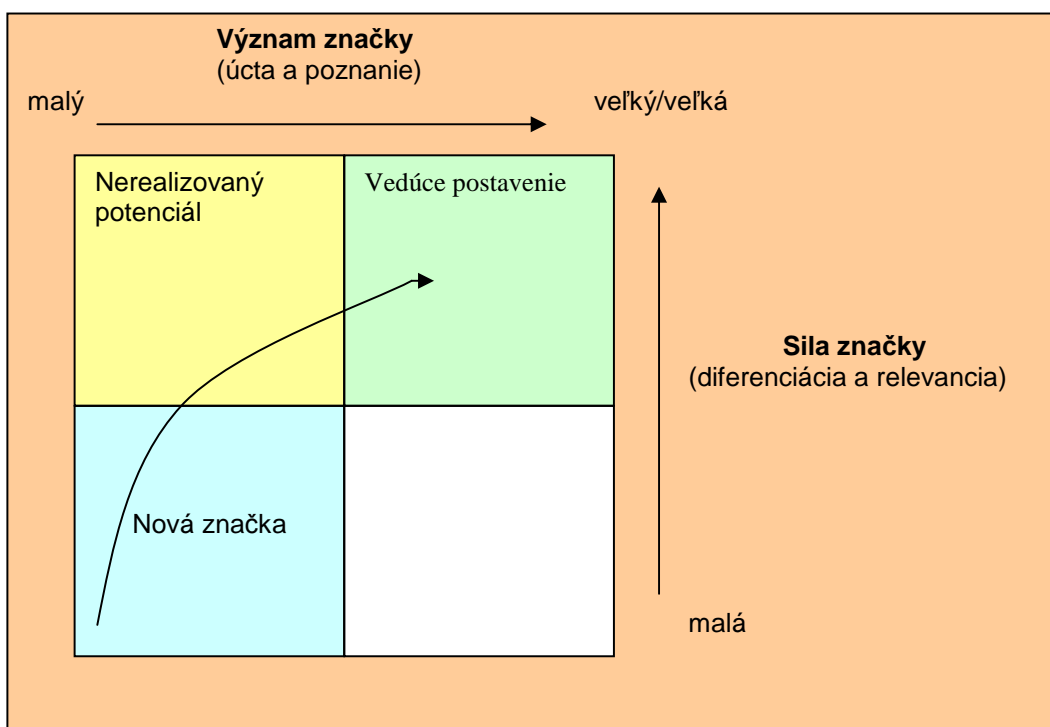 Význam značky
(úcta a poznanie)
malý
veľký/veľká
Nerealizovaný
potenciál
Vedúce postavenie
Sila značky
(diferenciácia a relevancia)
Nová značka
malá